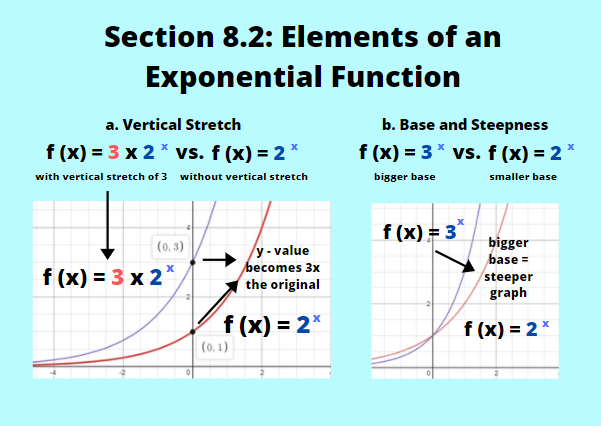 Section 8.2: Elements of an
Exponential Function
a. Vertical Stretch
f (x) = 3 x 2 ˣ vs. f (x) = 2 ˣ
with vertical stretch of 3 without vertical stretch
(0, 3)
f (x) = 3 x 2 ˣ
y - value
becomes 3x
the original
f (x) = 2ˣ
(0, 1)
4
2
-4 -2 0 2
b. Base and Steepness
f (x) = 3 ˣ vs. f (x) = 2 ˣ
bigger base smaller base
f (x) = 3ˣ
bigger
base =
steeper
graph
f (x) = 2 ˣ
4
2
0 2